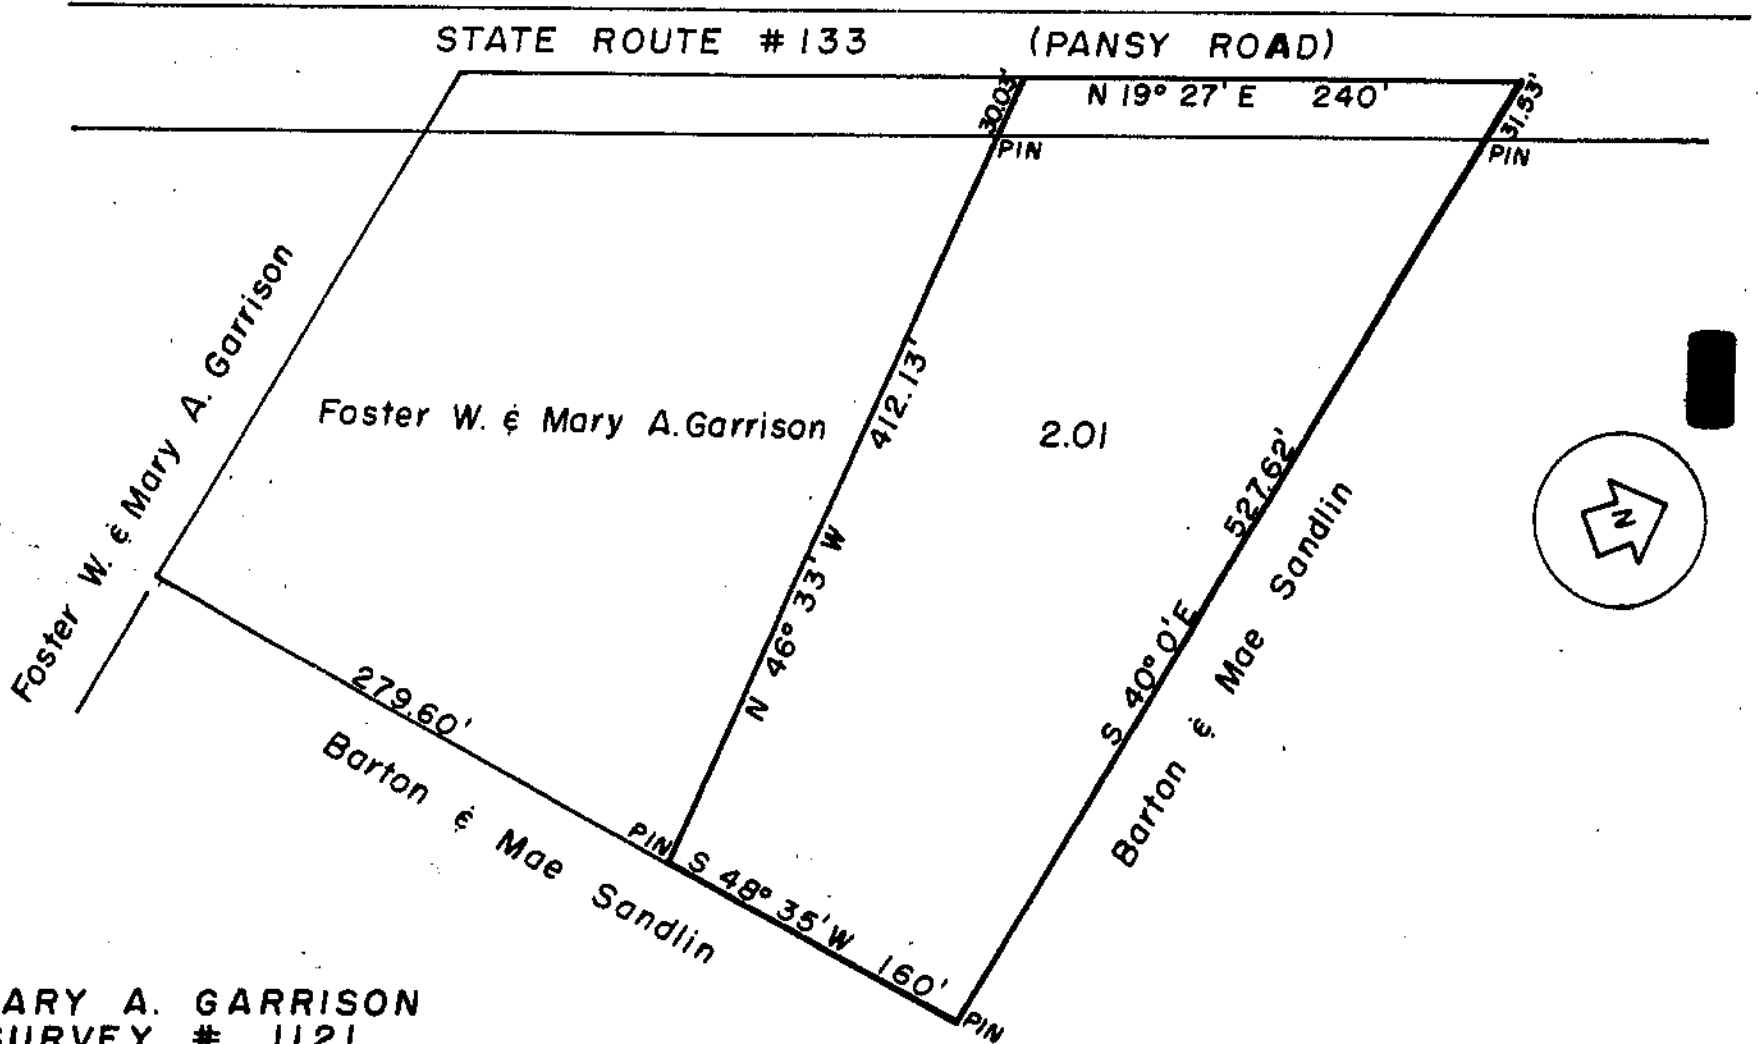 STATE ROUTE #133 (PANSY ROAD)
N 19° 27' E 240'
30.03'
31.53'
PIN
PIN
Foster W. & Mary A. Garrison
Foster W. & Mary A. Garrison
412.13'
N 46° 33' W
2.01
527.62'
S 40° 0' E
Barton & Mae Sandlin
N
279.60'
Barton & Mae Sandlin
PIN
S 48° 35' W 160'
PIN
ARY A. GARRISON
SURVEY # 1121